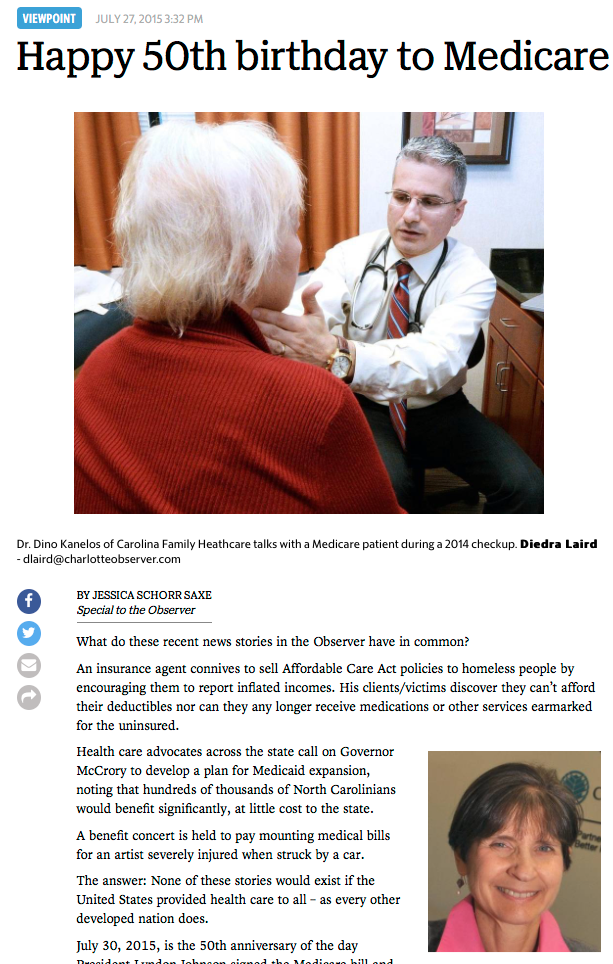 VIEWPOINT JULY 27, 2015 3:32 PM
Happy 50th birthday to Medicare
Dr. Dino Kanelos of Carolina Family Heathcare talks with a Medicare patient during a 2014 checkup. Diedra Laird
- dlaird@charlotteobserver.com
BY JESSICA SCHORR SAXE
Special to the Observer
What do these recent news stories in the Observer have in common?
An insurance agent connives to sell Affordable Care Act policies to homeless people by
encouraging them to report inflated incomes. His clients/victims discover they can’t afford
their deductibles nor can they any longer receive medications or other services earmarked
for the uninsured.
Health care advocates across the state call on Governor
McCrory to develop a plan for Medicaid expansion,
noting that hundreds of thousands of North Carolinians
would benefit significantly, at little cost to the state.
A benefit concert is held to pay mounting medical bills
for an artist severely injured when struck by a car.
The answer: None of these stories would exist if the
United States provided health care to all – as every other
developed nation does.
July 30, 2015, is the 50th anniversary of the day
President Lyndon Johnson signed the Medicare bill and